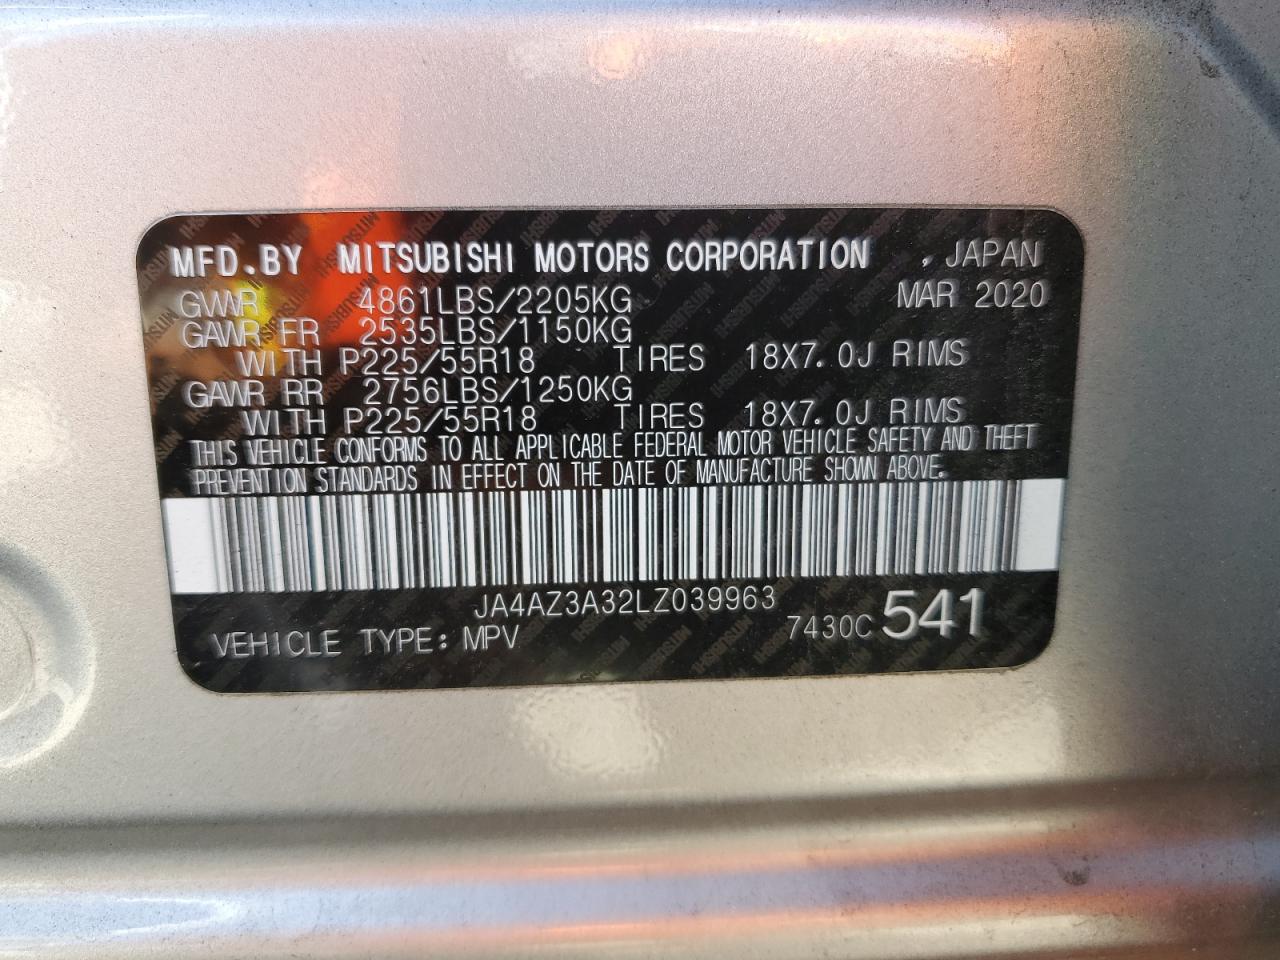 MFD.BY MITSUBISHI MOTORS CORPORATION , JAPAN
GVWR 4861LBS/2205KG MAR 2020
GAWR FR 2535LBS/1150KG
WITH P225/55R18 TIRES 18X7.0J RIMS
GAWR RR 2756LBS/1250KG
WITH P225/55R18 TIRES 18X7.0J RIMS
THIS VEHICLE CONFORMS TO ALL APPLICABLE FEDERAL MOTOR VEHICLE SAFETY AND THEFT
PREVENTION STANDARDS IN EFFECT ON THE DATE OF MANUFACTURE SHOWN ABOVE.
JA4AZ3A32LZ039963
VEHICLE TYPE: MPV 7430C 541